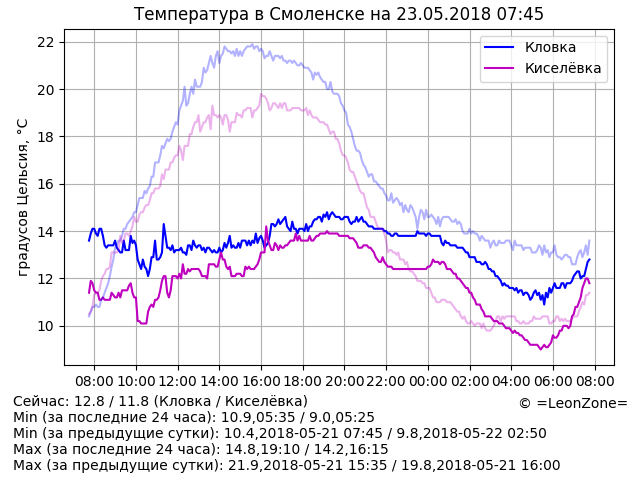 Температура в Смоленске на 23.05.2018 07:45
градусов Цельсия, °C
22
20
18
16
14
12
10
Кловка
Киселёвка
08:00 10:00 12:00 14:00 16:00 18:00 20:00 22:00 00:00 02:00 04:00 06:00 08:00
Сейчас: 12.8 / 11.8 (Кловка / Киселёвка)
© =LeonZone=
Min (за последние 24 часа): 10.9,05:35 / 9.0,05:25
Min (за предыдущие сутки): 10.4,2018-05-21 07:45 / 9.8,2018-05-22 02:50
Max (за последние 24 часа): 14.8,19:10 / 14.2,16:15
Max (за предыдущие сутки): 21.9,2018-05-21 15:35 / 19.8,2018-05-21 16:00